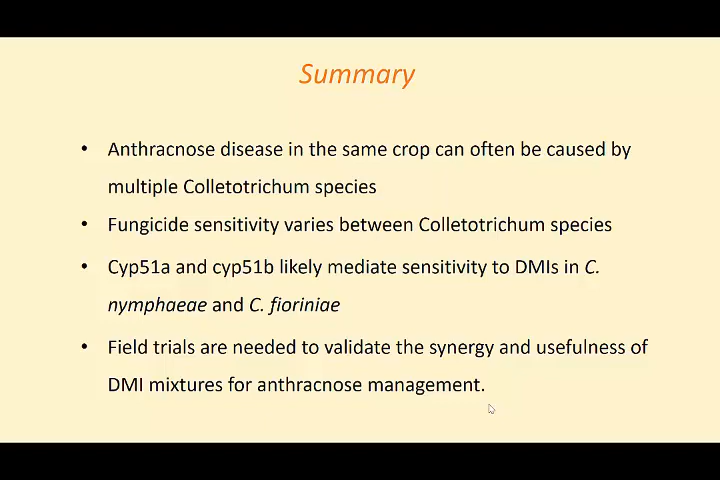 Summary
• Anthracnose disease in the same crop can often be caused by
multiple Colletotrichum species
• Fungicide sensitivity varies between Colletotrichum species
• Cyp51a and cyp51b likely mediate sensitivity to DMIs in C.
nymphaeae and C. fioriniae
• Field trials are needed to validate the synergy and usefulness of
DMI mixtures for anthracnose management.